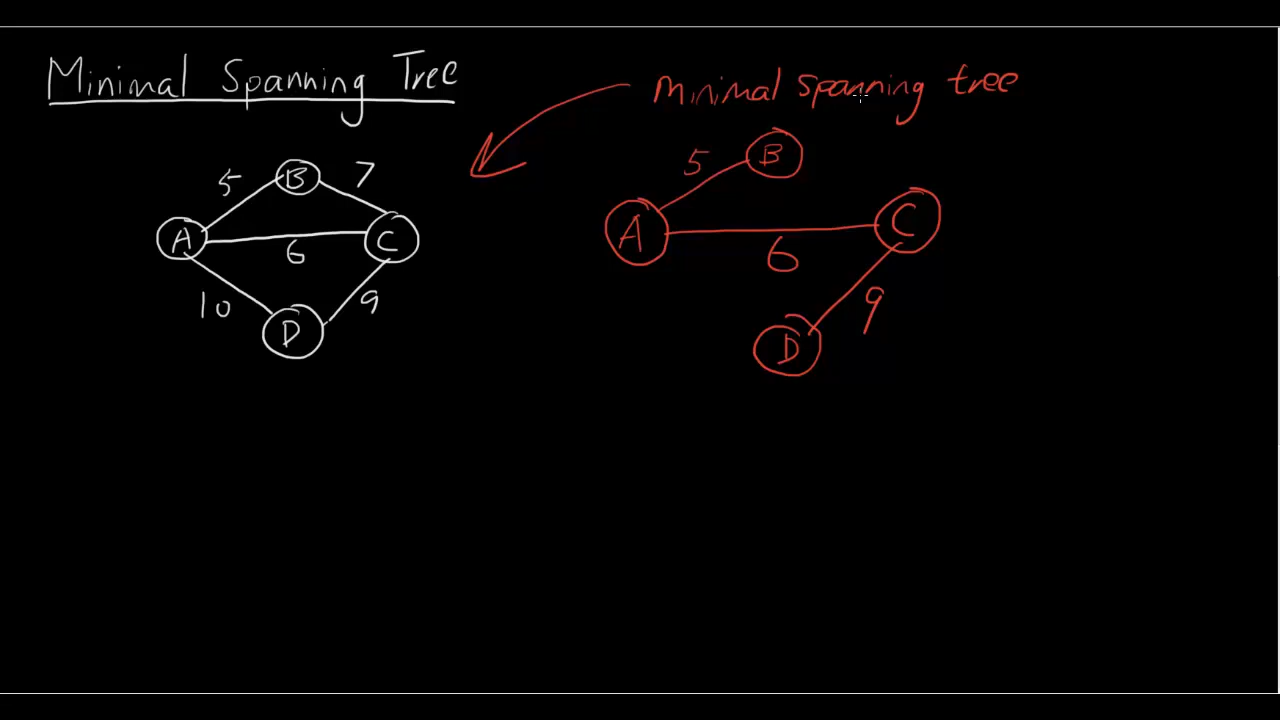 Minimal Spanning Tree
minimal spanning tree
5 B 7
A 6 C
10 D 9
5 B
A 6 C
D 9